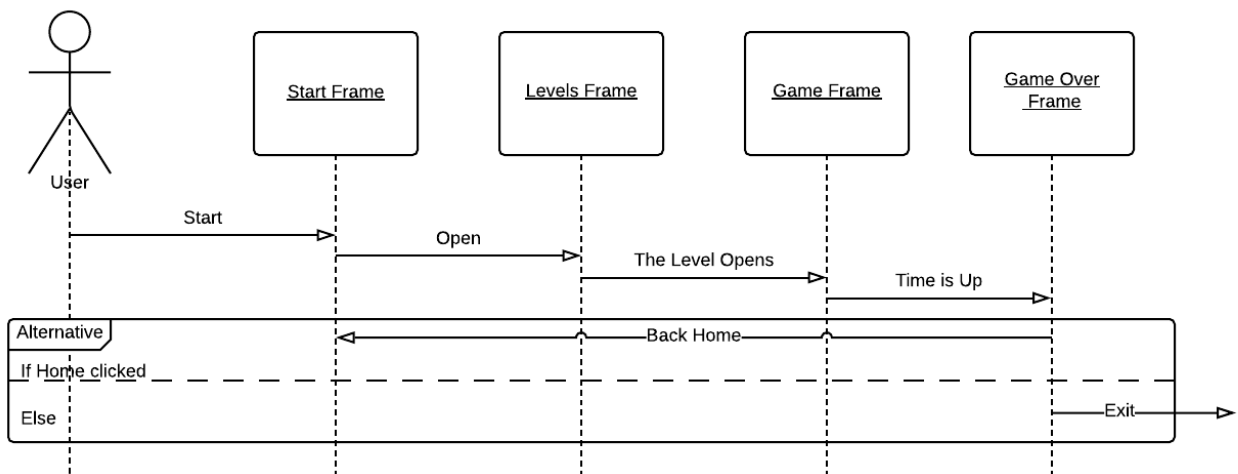 User
Start Frame
Levels Frame
Game Frame
Game Over
Frame
Start
Open
The Level Opens
Time is Up
Alternative
Back Home
If Home clicked
Else
Exit